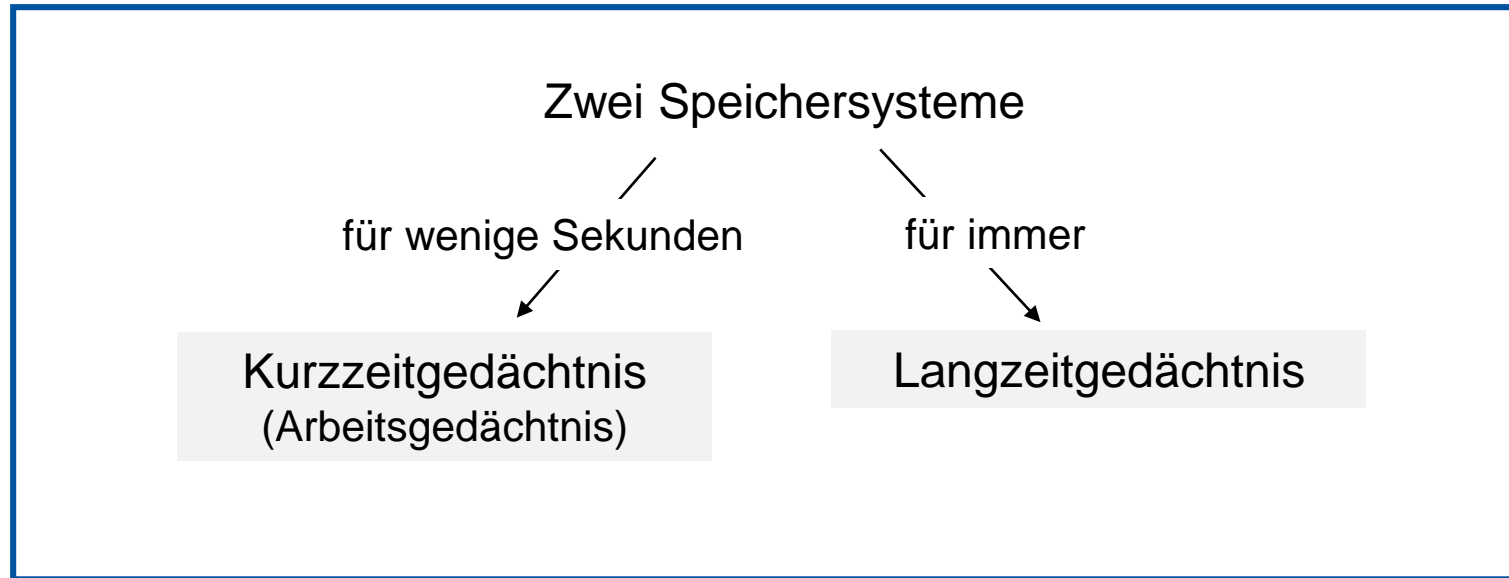 Zwei Speichersysteme
für wenige Sekunden
für immer
Kurzzeitgedächtnis
(Arbeitsgedächtnis)
Langzeitgedächtnis